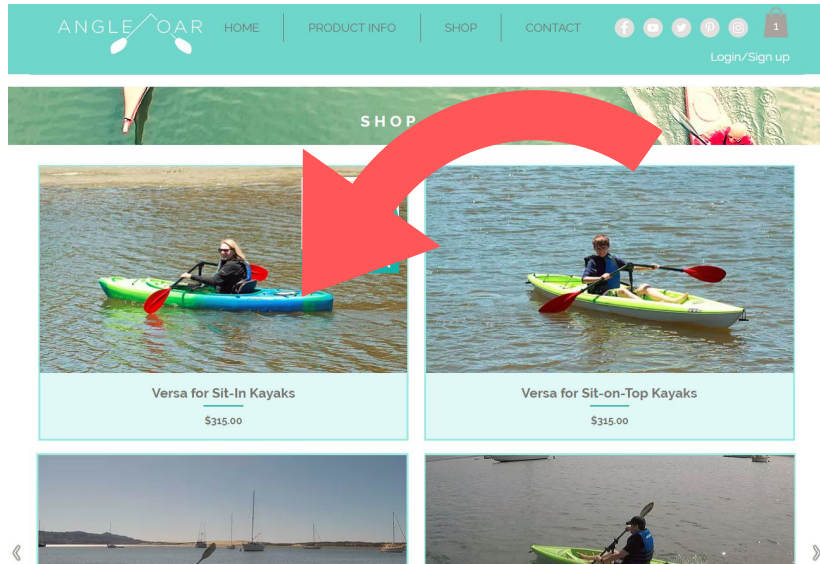 ANGLE OAR
HOME
PRODUCT INFO
SHOP
CONTACT
1
Login/Sign up
SHOP
Versa for Sit-In Kayaks
$315.00
Versa for Sit-on-Top Kayaks
$315.00